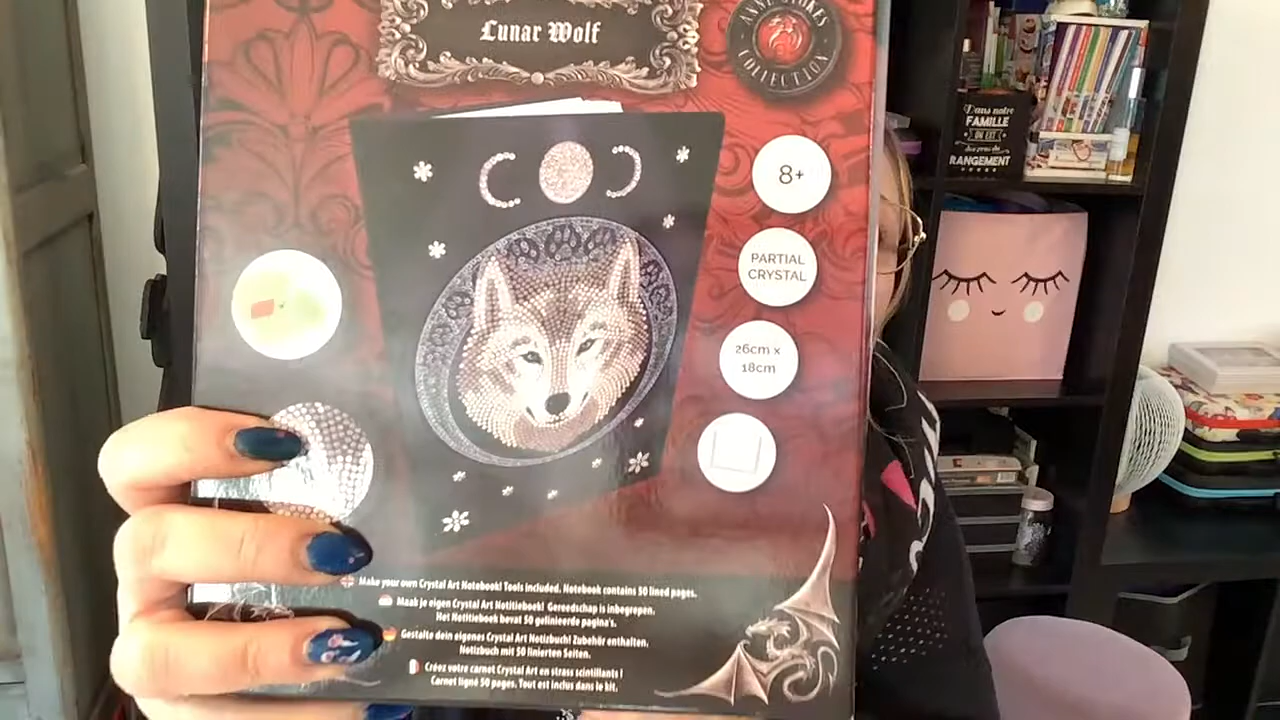 Lunar Wolf
ANNE STOKES
COLLECTION
8+
PARTIAL
CRYSTAL
26cm x
18cm
Make your own Crystal Art Notebook! Tools included. Notebook contains 50 lined pages.
Maak je eigen Crystal Art Notitieboek! Gereedschap is inbegrepen.
Het Notitieboek bevat 50 gelinieerde pagina's.
Gestalte dein eigenes Crystal Art Notizbuch! Zubehör enthalten.
Notizbuch mit 50 linierten Seiten.
Créez votre carnet Crystal Art en strass scintillants !
Carnet ligné 50 pages. Tout est inclus dans le kit.
Dans notre
FAMILLE
ON EST
des pros du
RANGEMENT